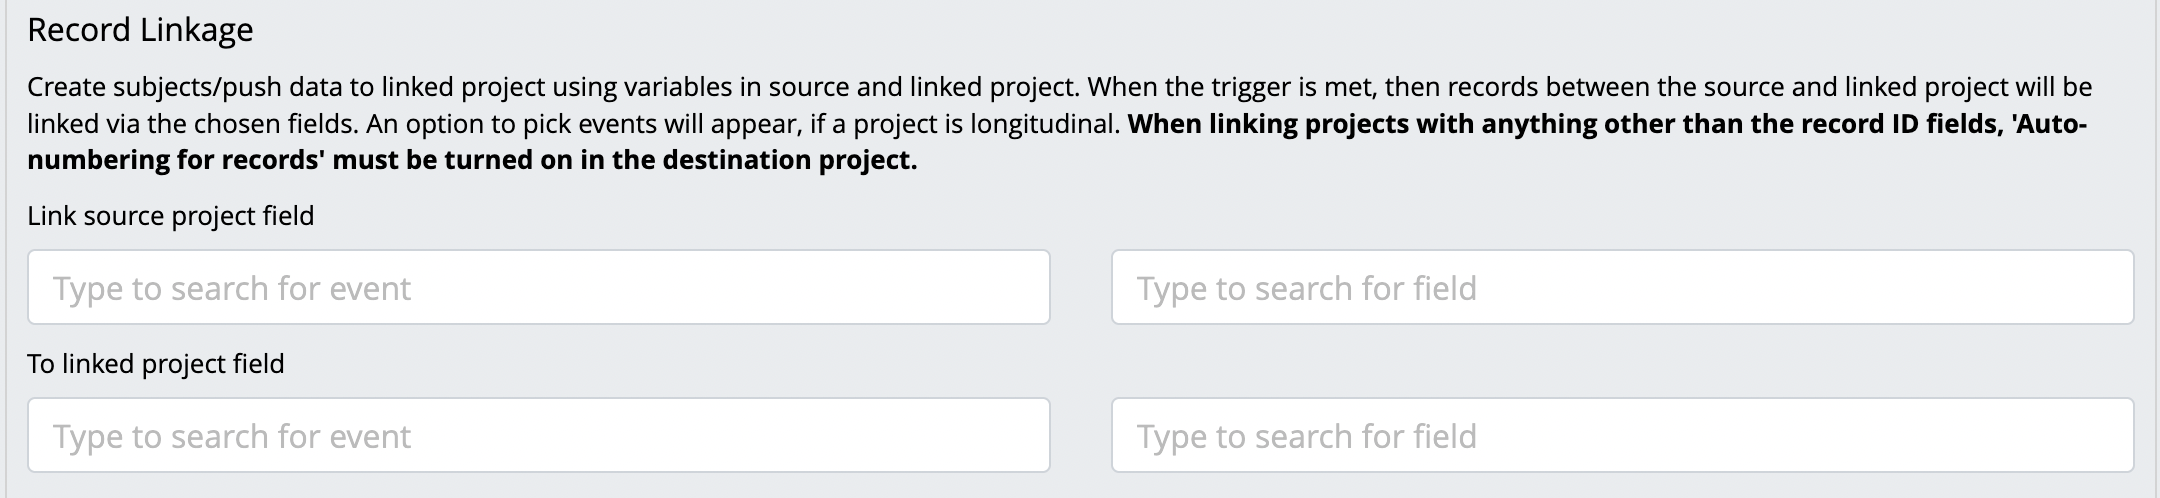 Record Linkage
Create subjects/push data to linked project using variables in source and linked project. When the trigger is met, then records between the source and linked project will be
linked via the chosen fields. An option to pick events will appear, if a project is longitudinal. When linking projects with anything other than the record ID fields, 'Auto-
numbering for records' must be turned on in the destination project.
Link source project field
Type to search for event Type to search for field
To linked project field
Type to search for event Type to search for field